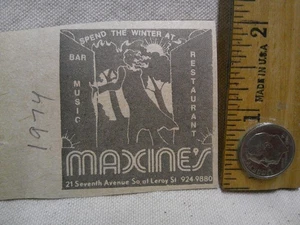 SPEND THE WINTER AT
BAR
MUSIC
RESTAURANT
MAXINE'S
21 Seventh Avenue So. at Leroy St 924-9880
1974
1
2
MADE IN U.S.A